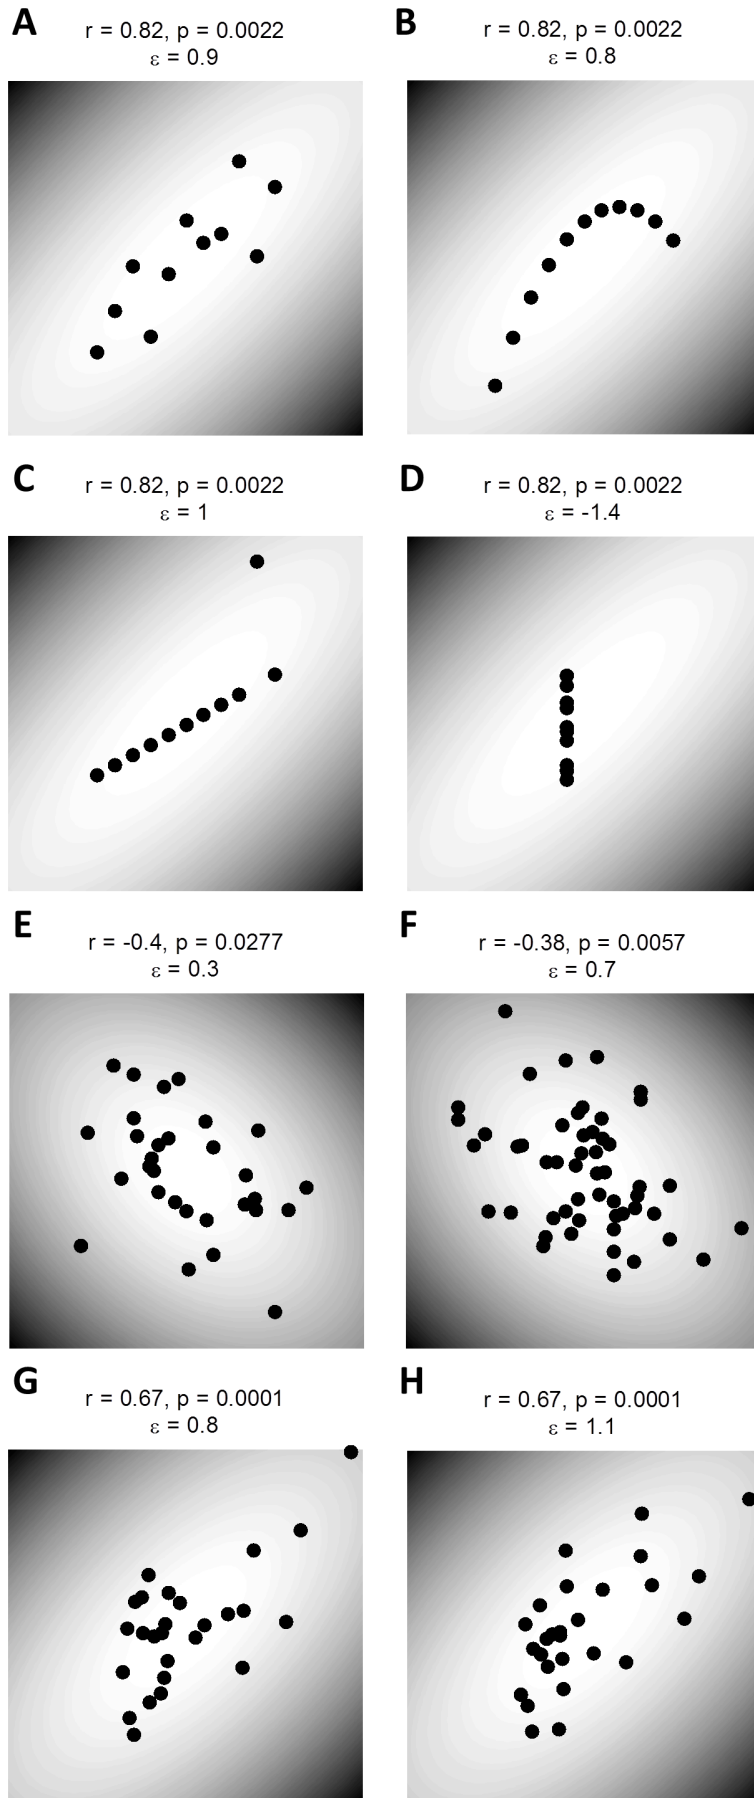 A
r = 0.82, p = 0.0022
ε = 0.9
B
r = 0.82, p = 0.0022
ε = 0.8
C
r = 0.82, p = 0.0022
ε = 1
D
r = 0.82, p = 0.0022
ε = -1.4
E
r = -0.4, p = 0.0277
ε = 0.3
F
r = -0.38, p = 0.0057
ε = 0.7
G
r = 0.67, p = 0.0001
ε = 0.8
H
r = 0.67, p = 0.0001
ε = 1.1